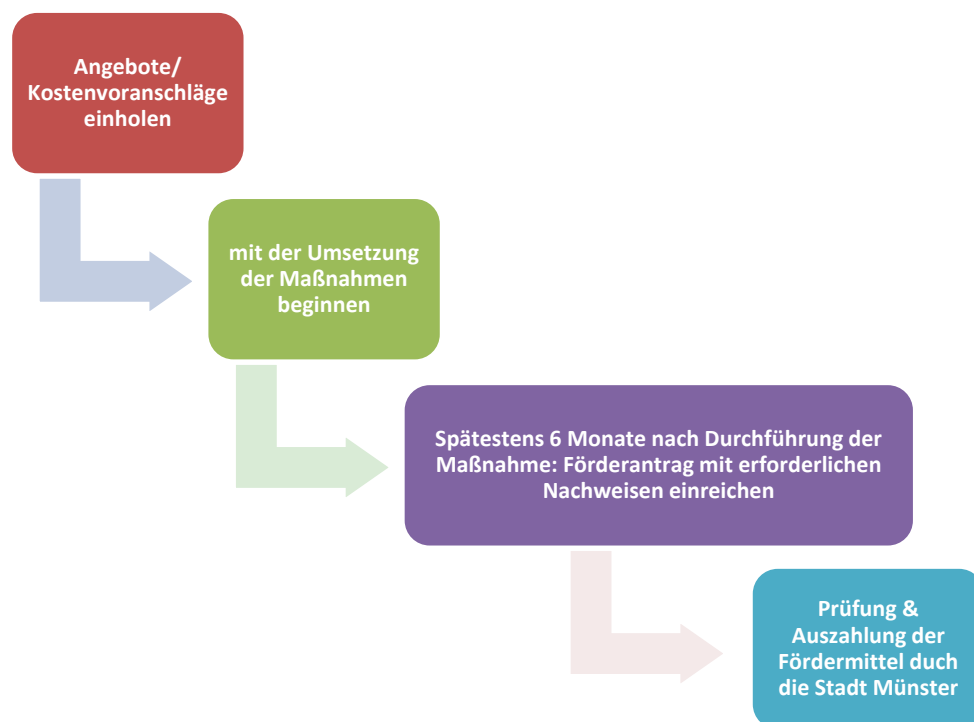 Angebote/
Kostenvoranschläge
einholen
mit der Umsetzung
der Maßnahmen
beginnen
Spätestens 6 Monate nach Durchführung der
Maßnahme: Förderantrag mit erforderlichen
Nachweisen einreichen
Prüfung &
Auszahlung der
Fördermittel duch
die Stadt Münster